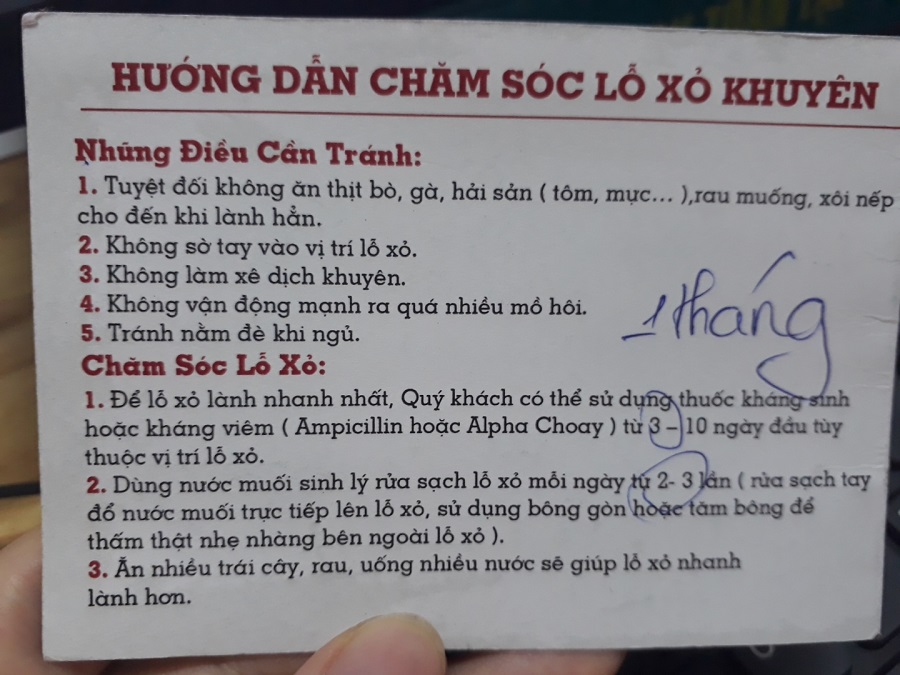 HƯỚNG DẪN CHĂM SÓC LỖ XỎ KHUYÊN
Những Điều Cần Tránh:
1. Tuyệt đối không ăn thịt bò, gà, hải sản ( tôm, mực... ),rau muống, xôi nếp
cho đến khi lành hẳn.
2. Không sờ tay vào vị trí lỗ xỏ.
3. Không làm xê dịch khuyên.
4. Không vận động mạnh ra quá nhiều mồ hôi.
5. Tránh nằm đè khi ngủ.
1 tháng
Chăm Sóc Lỗ Xỏ:
1. Để lỗ xỏ lành nhanh nhất, Quý khách có thể sử dụng thuốc kháng sinh
hoặc kháng viêm ( Ampicillin hoặc Alpha Choay ) từ 3 – 10 ngày đầu tùy
thuộc vị trí lỗ xỏ.
2. Dùng nước muối sinh lý rửa sạch lỗ xỏ mỗi ngày từ 2- 3 lần ( rửa sạch tay
đổ nước muối trực tiếp lên lỗ xỏ, sử dụng bông gòn hoặc tăm bông để
thấm thật nhẹ nhàng bên ngoài lỗ xỏ ).
3. Ăn nhiều trái cây, rau, uống nhiều nước sẽ giúp lỗ xỏ nhanh
lành hơn.